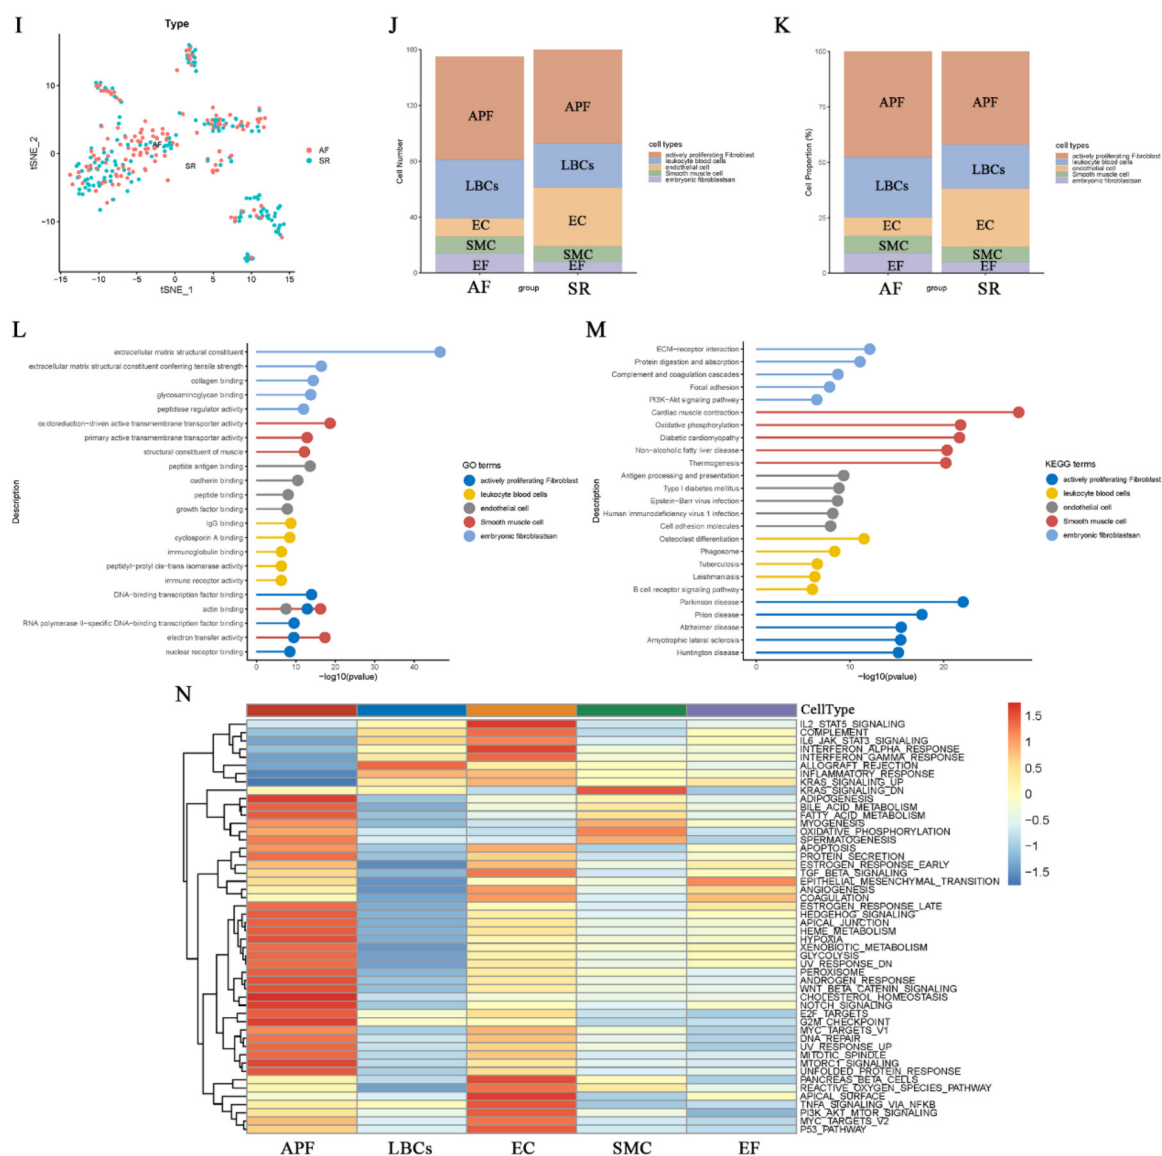 I
Type
tSNE_2
10
0
−10
−15
−10
−5
0
5
10
15
tSNE_1
AF
SR
AF
SR
J
Cell Number
160
120
80
40
0
APF
LBCs
EC
SMC
EF
APF
LBCs
EC
SMC
EF
AF
group
SR
cell types
actively proliferating Fibroblast
leukocyte blood cells
endothelial cell
Smooth muscle cell
embryonic fibroblastsan
K
Cell Proportion (%)
100
75
50
25
0
APF
LBCs
EC
SMC
EF
APF
LBCs
EC
SMC
EF
AF
group
SR
cell types
actively proliferating Fibroblast
leukocyte blood cells
endothelial cell
Smooth muscle cell
embryonic fibroblastsan
L
Description
extracellular matrix structural constituent
extracellular matrix structural constituent conferring tensile strength
collagen binding
glycosaminoglycan binding
peptidase regulator activity
oxidoreduction−driven active transmembrane transporter activity
primary active transmembrane transporter activity
structural constituent of muscle
peptide antigen binding
cadherin binding
peptide binding
growth factor binding
IgG binding
cyclosporin A binding
immunoglobulin binding
peptidyl−prolyl cis−trans isomerase activity
immune receptor activity
DNA−binding transcription factor binding
actin binding
RNA polymerase II−specific DNA−binding transcription factor binding
electron transfer activity
nuclear receptor binding
0
10
20
30
40
−log10(pvalue)
GO terms
actively proliferating Fibroblast
leukocyte blood cells
endothelial cell
Smooth muscle cell
embryonic fibroblastsan
M
Description
ECM−receptor interaction
Protein digestion and absorption
Complement and coagulation cascades
Focal adhesion
PI3K−Akt signaling pathway
Cardiac muscle contraction
Oxidative phosphorylation
Diabetic cardiomyopathy
Non−alcoholic fatty liver disease
Thermogenesis
Antigen processing and presentation
Type I diabetes mellitus
Epstein−Barr virus infection
Human immunodeficiency virus 1 infection
Cell adhesion molecules
Osteoclast differentiation
Phagosome
Tuberculosis
Leishmaniasis
B cell receptor signaling pathway
Parkinson disease
Prion disease
Alzheimer disease
Amyotrophic lateral sclerosis
Huntington disease
0
10
20
−log10(pvalue)
KEGG terms
actively proliferating Fibroblast
leukocyte blood cells
endothelial cell
Smooth muscle cell
embryonic fibroblastsan
N
CellType
IL2_STAT5_SIGNALING
COMPLEMENT
IL6_JAK_STAT3_SIGNALING
INTERFERON_ALPHA_RESPONSE
INTERFERON_GAMMA_RESPONSE
ALLOGRAFT_REJECTION
INFLAMMATORY_RESPONSE
KRAS_SIGNALING_UP
KRAS_SIGNALING_DN
ADIPOGENESIS
BILE_ACID_METABOLISM
FATTY_ACID_METABOLISM
MYOGENESIS
OXIDATIVE_PHOSPHORYLATION
SPERMATOGENESIS
APOPTOSIS
PROTEIN_SECRETION
ESTROGEN_RESPONSE_EARLY
TGF_BETA_SIGNALING
EPITHELIAL_MESENCHYMAL_TRANSITION
ANGIOGENESIS
COAGULATION
ESTROGEN_RESPONSE_LATE
HEDGEHOG_SIGNALING
APICAL_JUNCTION
HEME_METABOLISM
HYPOXIA
XENOBIOTIC_METABOLISM
GLYCOLYSIS
UV_RESPONSE_DN
PEROXISOME
ANDROGEN_RESPONSE
WNT_BETA_CATENIN_SIGNALING
CHOLESTEROL_HOMEOSTASIS
NOTCH_SIGNALING
E2F_TARGETS
G2M_CHECKPOINT
MYC_TARGETS_V1
DNA_REPAIR
UV_RESPONSE_UP
MITOTIC_SPINDLE
MTORC1_SIGNALING
UNFOLDED_PROTEIN_RESPONSE
PANCREAS_BETA_CELLS
REACTIVE_OXYGEN_SPECIES_PATHWAY
APICAL_SURFACE
TNFA_SIGNALING_VIA_NFKB
PI3K_AKT_MTOR_SIGNALING
MYC_TARGETS_V2
P53_PATHWAY
1.5
1
0.5
0
−0.5
−1
−1.5
APF
LBCs
EC
SMC
EF